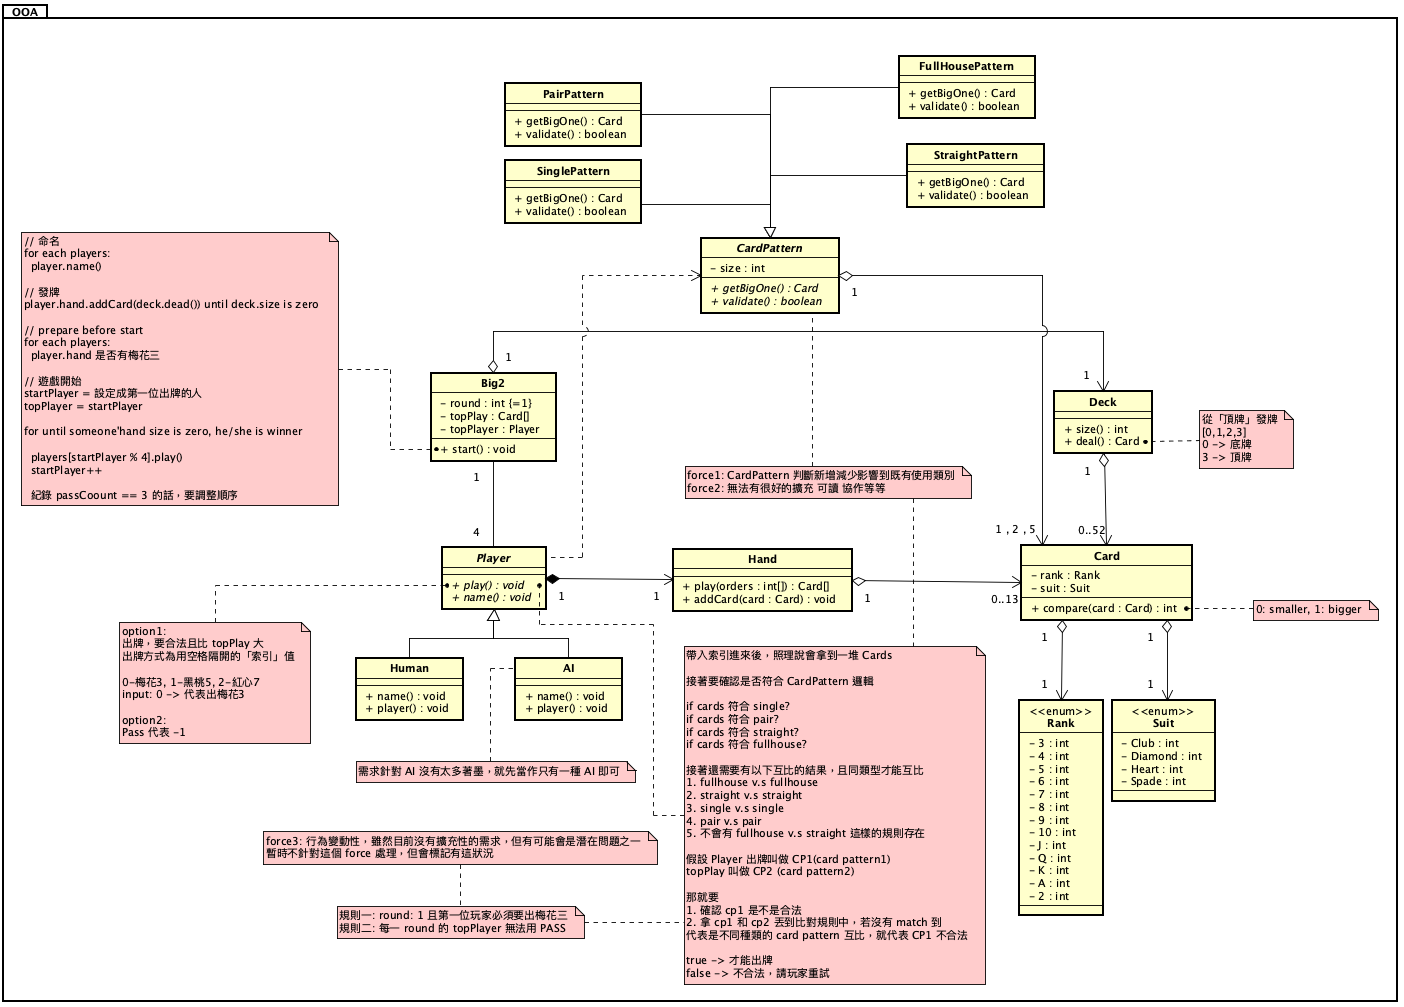 OOA
FullHousePattern
+ getBigOne() : Card
+ validate() : boolean
PairPattern
+ getBigOne() : Card
+ validate() : boolean
StraightPattern
+ getBigOne() : Card
+ validate() : boolean
SinglePattern
+ getBigOne() : Card
+ validate() : boolean
CardPattern
- size : int
+ getBigOne() : Card
+ validate() : boolean
1
// 命名
for each players:
player.name()
// 發牌
player.hand.addCard(deck.dead()) until deck.size is zero
// prepare before start
for each players:
player.hand 是否有梅花三
// 遊戲開始
startPlayer = 設定成第一位出牌的人
topPlayer = startPlayer
for until someone'hand size is zero, he/she is winner
players[startPlayer % 4].play()
startPlayer++
紀錄 passCoount == 3 的話，要調整順序
1
Big2
- round : int {=1}
- topPlay : Card[]
- topPlayer : Player
+ start() : void
1
4
1
Deck
+ size() : int
+ deal() : Card
1
從「頂牌」發牌
[0,1,2,3]
0 -> 底牌
3 -> 頂牌
force1: CardPattern 判斷新增減少影響到既有使用類別
force2: 無法有很好的擴充 可讀 協作等等
1 , 2 , 5
0..52
Player
+ play() : void
+ name() : void
1
1
Hand
+ play(orders : int[]) : Card[]
+ addCard(card : Card) : void
1
0..13
Card
- rank : Rank
- suit : Suit
+ compare(card : Card) : int
0: smaller, 1: bigger
1
1
1
1
option1:
出牌，要合法且比 topPlay 大
出牌方式為用空格隔開的「索引」值
0-梅花3, 1-黑桃5, 2-紅心7
input: 0 -> 代表出梅花3
option2:
Pass 代表 -1
Human
+ name() : void
+ player() : void
AI
+ name() : void
+ player() : void
需求針對 AI 沒有太多著墨，就先當作只有一種 AI 即可
帶入索引進來後，照理說會拿到一堆 Cards
接著要確認是否符合 CardPattern 邏輯
if cards 符合 single?
if cards 符合 pair?
if cards 符合 straight?
if cards 符合 fullhouse?
接著還需要有以下互比的結果，且同類型才能互比
1. fullhouse v.s fullhouse
2. straight v.s straight
3. single v.s single
4. pair v.s pair
5. 不會有 fullhouse v.s straight 這樣的規則存在
假設 Player 出牌叫做 CP1(card pattern1)
topPlay 叫做 CP2 (card pattern2)
那就要
1. 確認 cp1 是不是合法
2. 拿 cp1 和 cp2 丟到比對規則中，若沒有 match 到
代表是不同種類的 card pattern 互比，就代表 CP1 不合法
true -> 才能出牌
false -> 不合法，請玩家重試
<<enum>>
Rank
- 3 : int
- 4 : int
- 5 : int
- 6 : int
- 7 : int
- 8 : int
- 9 : int
- 10 : int
- J : int
- Q : int
- K : int
- A : int
- 2 : int
<<enum>>
Suit
- Club : int
- Diamond : int
- Heart : int
- Spade : int
force3: 行為變動性，雖然目前沒有擴充性的需求，但有可能會是潛在問題之一
暫時不針對這個 force 處理，但會標記有這狀況
規則一: round: 1 且第一位玩家必須要出梅花三
規則二: 每一 round 的 topPlayer 無法用 PASS